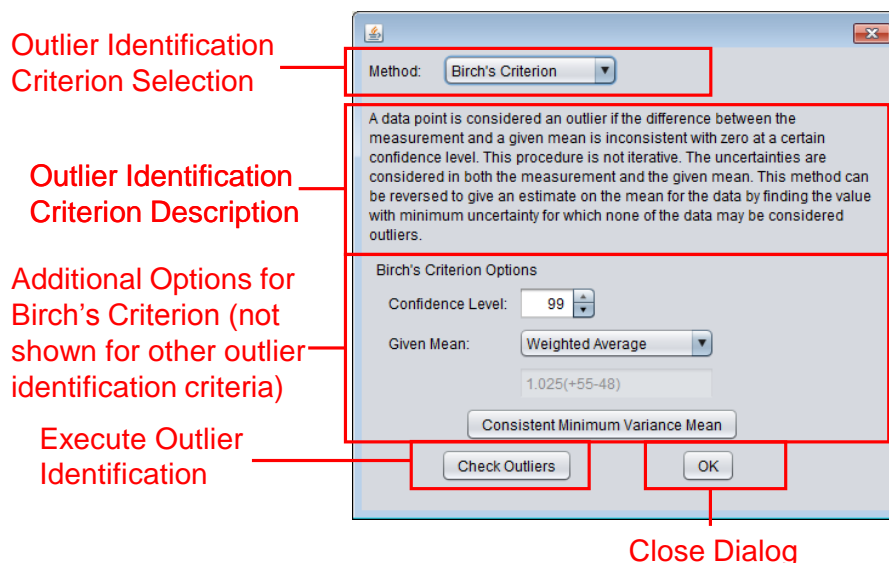 Outlier Identification
Criterion Selection
Method:
Birch's Criterion
A data point is considered an outlier if the difference between the
measurement and a given mean is inconsistent with zero at a certain
confidence level. This procedure is not iterative. The uncertainties are
considered in both the measurement and the given mean. This method can
be reversed to give an estimate on the mean for the data by finding the value
with minimum uncertainty for which none of the data may be considered
outliers.
Outlier Identification
Criterion Description
Additional Options for
Birch’s Criterion (not
shown for other outlier
identification criteria)
Birch's Criterion Options
Confidence Level:
99
Given Mean:
Weighted Average
1.025(+55-48)
Consistent Minimum Variance Mean
Execute Outlier
Identification
Check Outliers
OK
Close Dialog